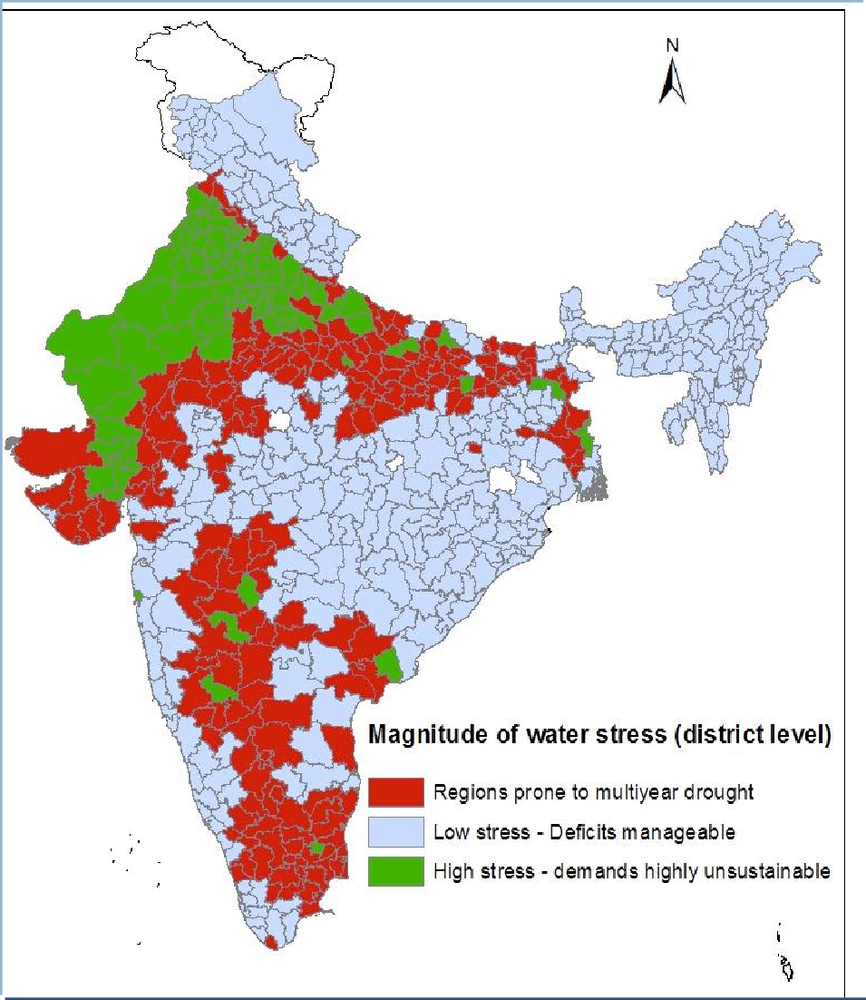 N
Magnitude of water stress (district level)
Regions prone to multiyear drought
Low stress - Deficits manageable
High stress - demands highly unsustainable